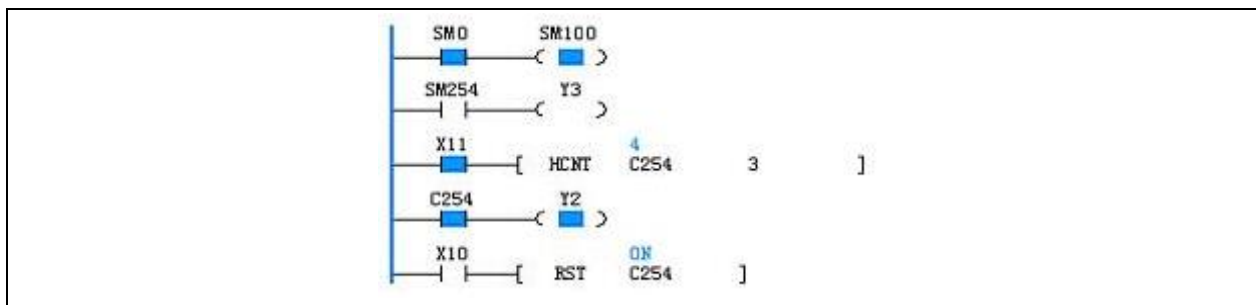 SM0 SM100
SM254 Y3
X11 4
[ HCNT C254 3 ]
C254 Y2
X10 ON
[ RST C254 ]